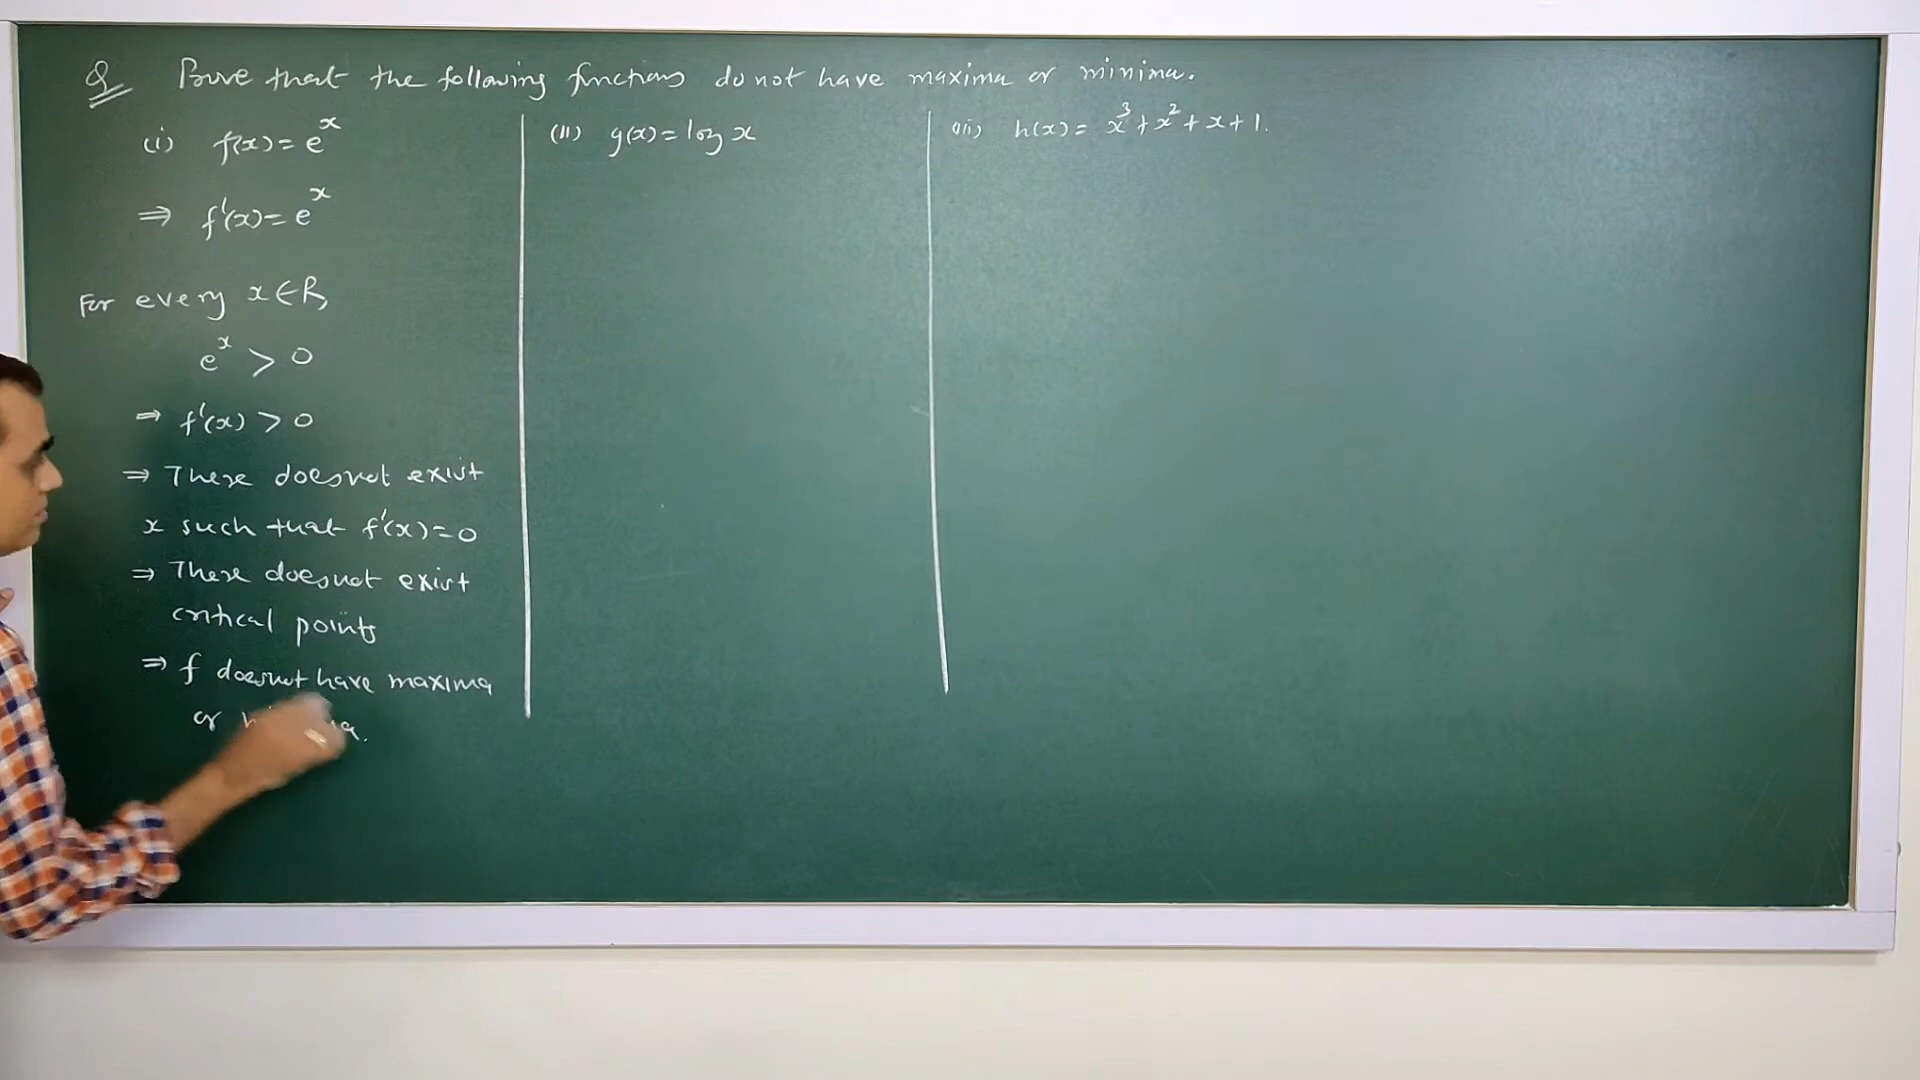 Q Prove that the following functions do not have maxima or minima.
(i) f(x) = e^x
⇒ f'(x) = e^x
For every x ∈ R,
e^x > 0
⇒ f'(x) > 0
⇒ There doesnot exist
x such that f'(x) = 0
⇒ There doesnot exist
critical points
⇒ f doesnot have maxima
or
(ii) g(x) = log x
(iii) h(x) = x^3 + x^2 + x + 1.